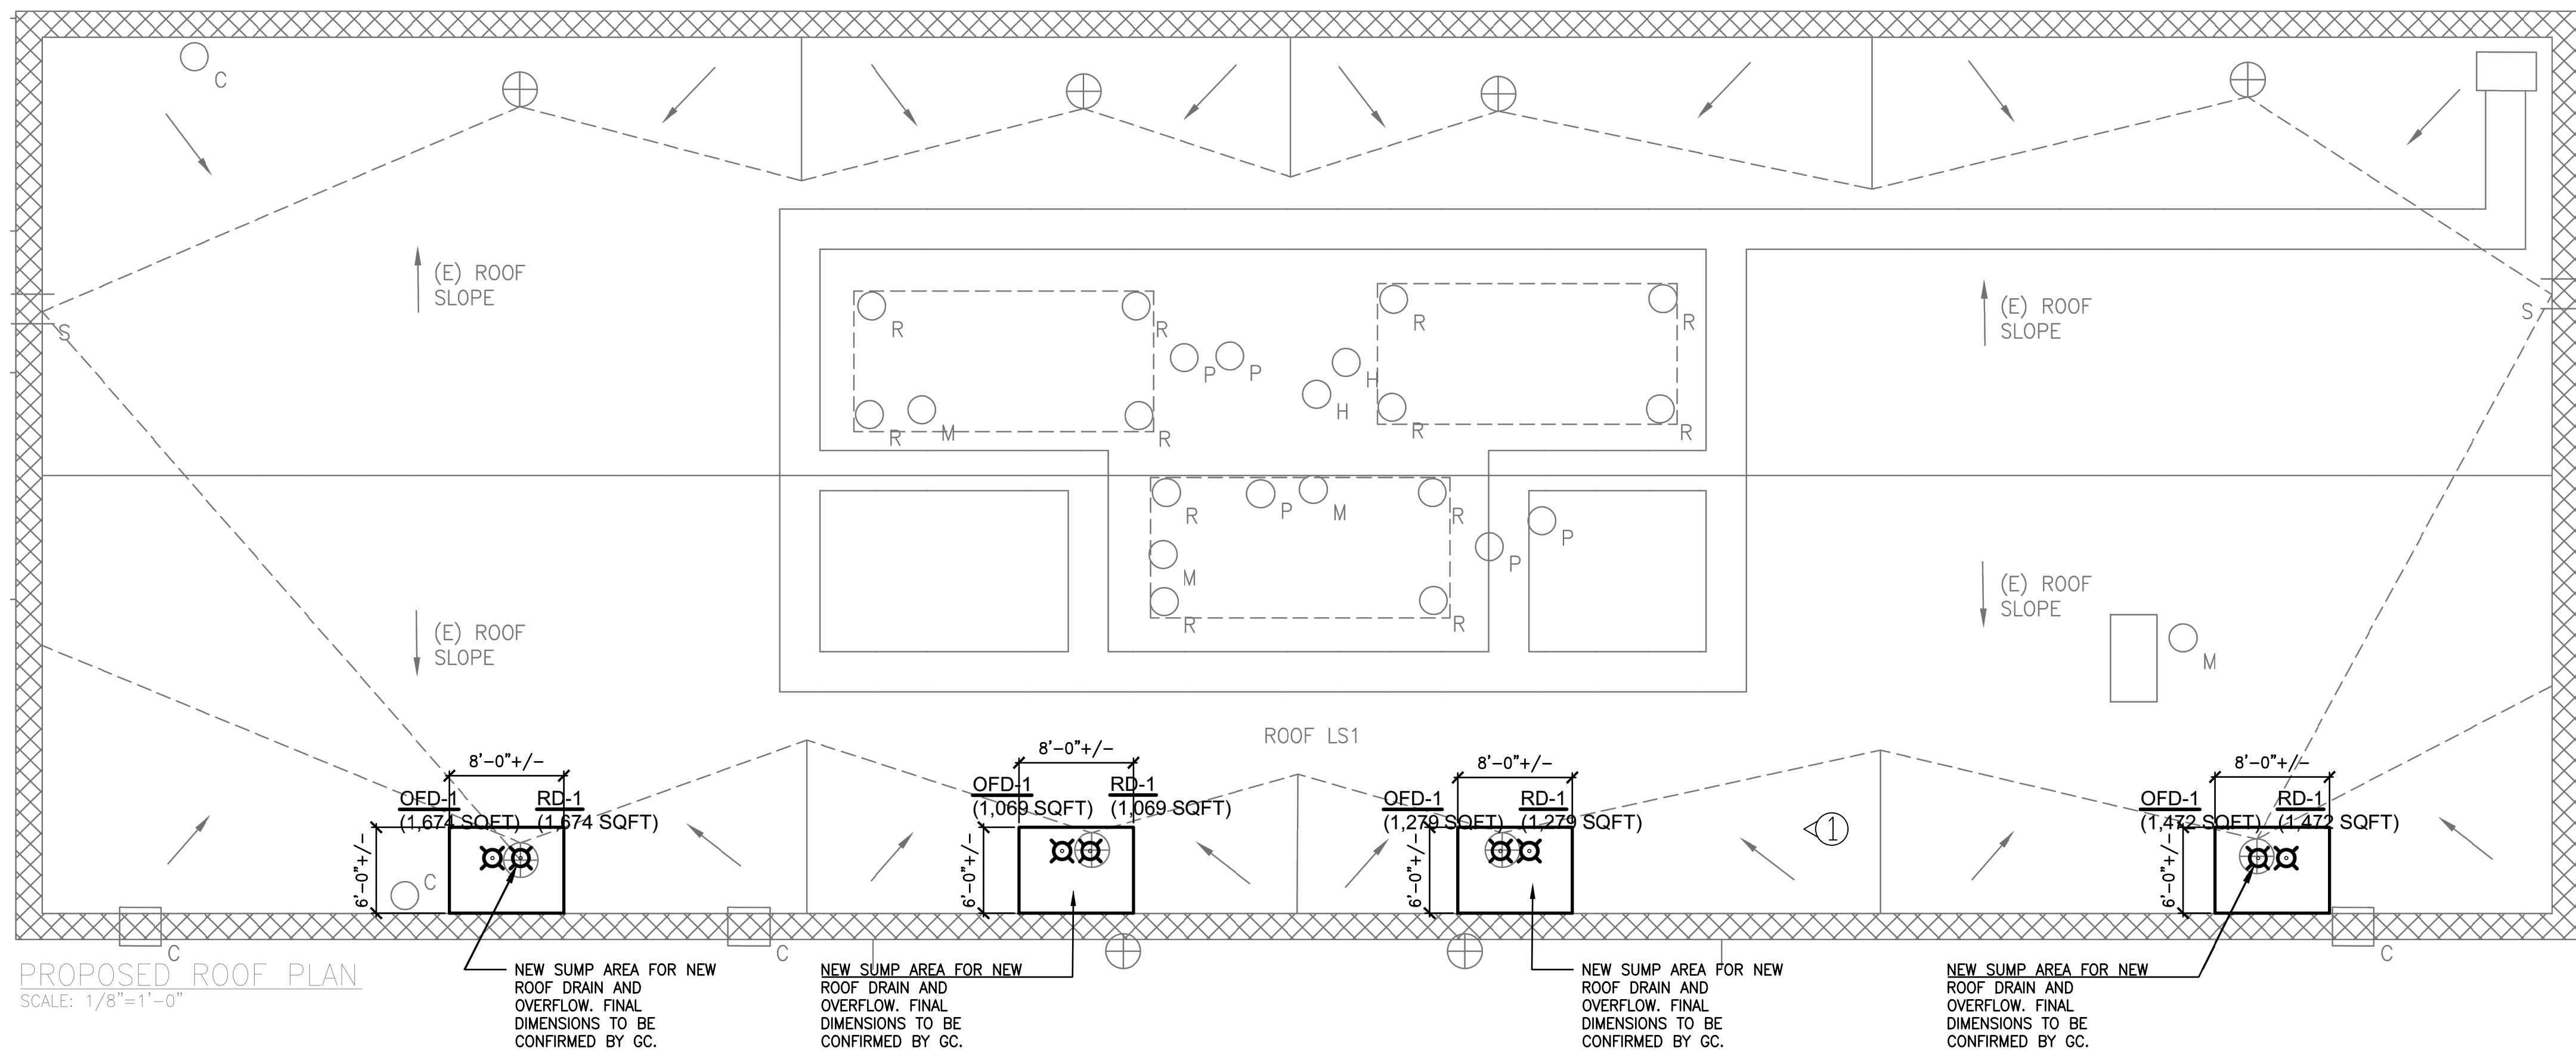 C
(E) ROOF
SLOPE
(E) ROOF
SLOPE
S
S
R
R
R
R
P
P
H
H
R
M
R
R
R
R
P
M
R
P
P
M
R
R
(E) ROOF
SLOPE
(E) ROOF
SLOPE
M
ROOF LS1
8'-0"+/-
8'-0"+/-
8'-0"+/-
8'-0"+/-
OFD-1
(1,674 SQFT)
RD-1
(1,674 SQFT)
OFD-1
(1,069 SQFT)
RD-1
(1,069 SQFT)
OFD-1
(1,279 SQFT)
RD-1
(1,279 SQFT)
1
OFD-1
(1,472 SQFT)
RD-1
(1,472 SQFT)
6'-0"+/-
6'-0"+/-
6'-0"+/-
6'-0"+/-
C
C
C
C
PROPOSED ROOF PLAN
SCALE: 1/8"=1'-0"
NEW SUMP AREA FOR NEW
ROOF DRAIN AND
OVERFLOW. FINAL
DIMENSIONS TO BE
CONFIRMED BY GC.
NEW SUMP AREA FOR NEW
ROOF DRAIN AND
OVERFLOW. FINAL
DIMENSIONS TO BE
CONFIRMED BY GC.
NEW SUMP AREA FOR NEW
ROOF DRAIN AND
OVERFLOW. FINAL
DIMENSIONS TO BE
CONFIRMED BY GC.
NEW SUMP AREA FOR NEW
ROOF DRAIN AND
OVERFLOW. FINAL
DIMENSIONS TO BE
CONFIRMED BY GC.